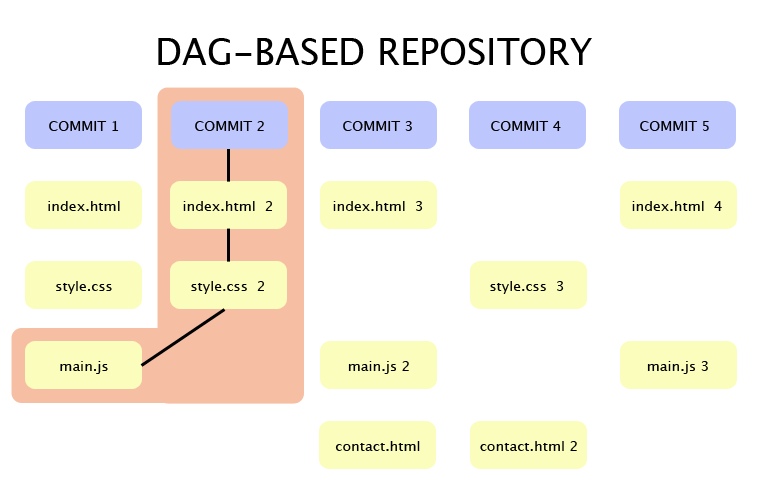 DAG-BASED REPOSITORY
COMMIT 1 COMMIT 2 COMMIT 3 COMMIT 4 COMMIT 5
index.html index.html 2 index.html 3 index.html 4
style.css style.css 2 style.css 3
main.js main.js 2 main.js 3
contact.html contact.html 2